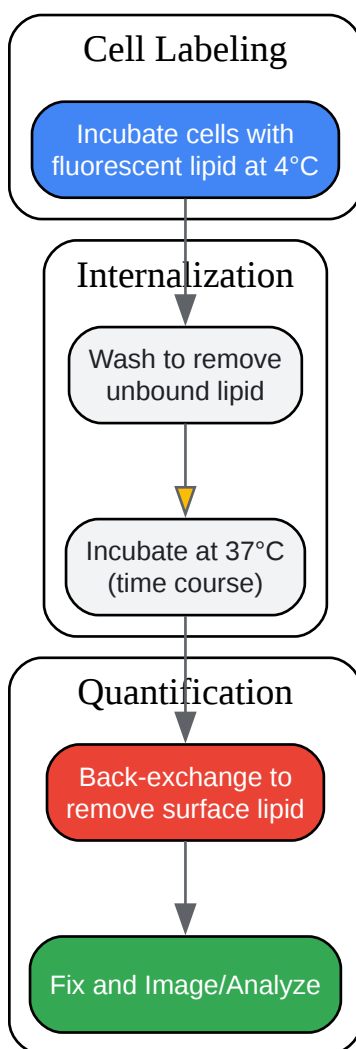 Cell Labeling
Incubate cells with
fluorescent lipid at 4°C
Internalization
Wash to remove
unbound lipid
Incubate at 37°C
(time course)
Quantification
Back-exchange to
remove surface lipid
Fix and Image/Analyze